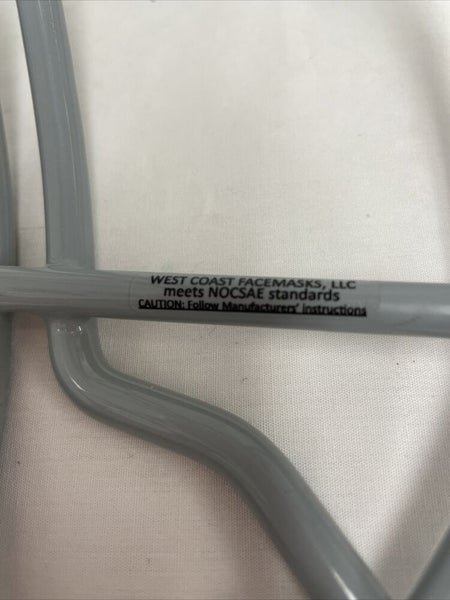 WEST COAST FACEMASKS, LLC
meets NOCSAE standards
CAUTION: Follow Manufacturers' instructions